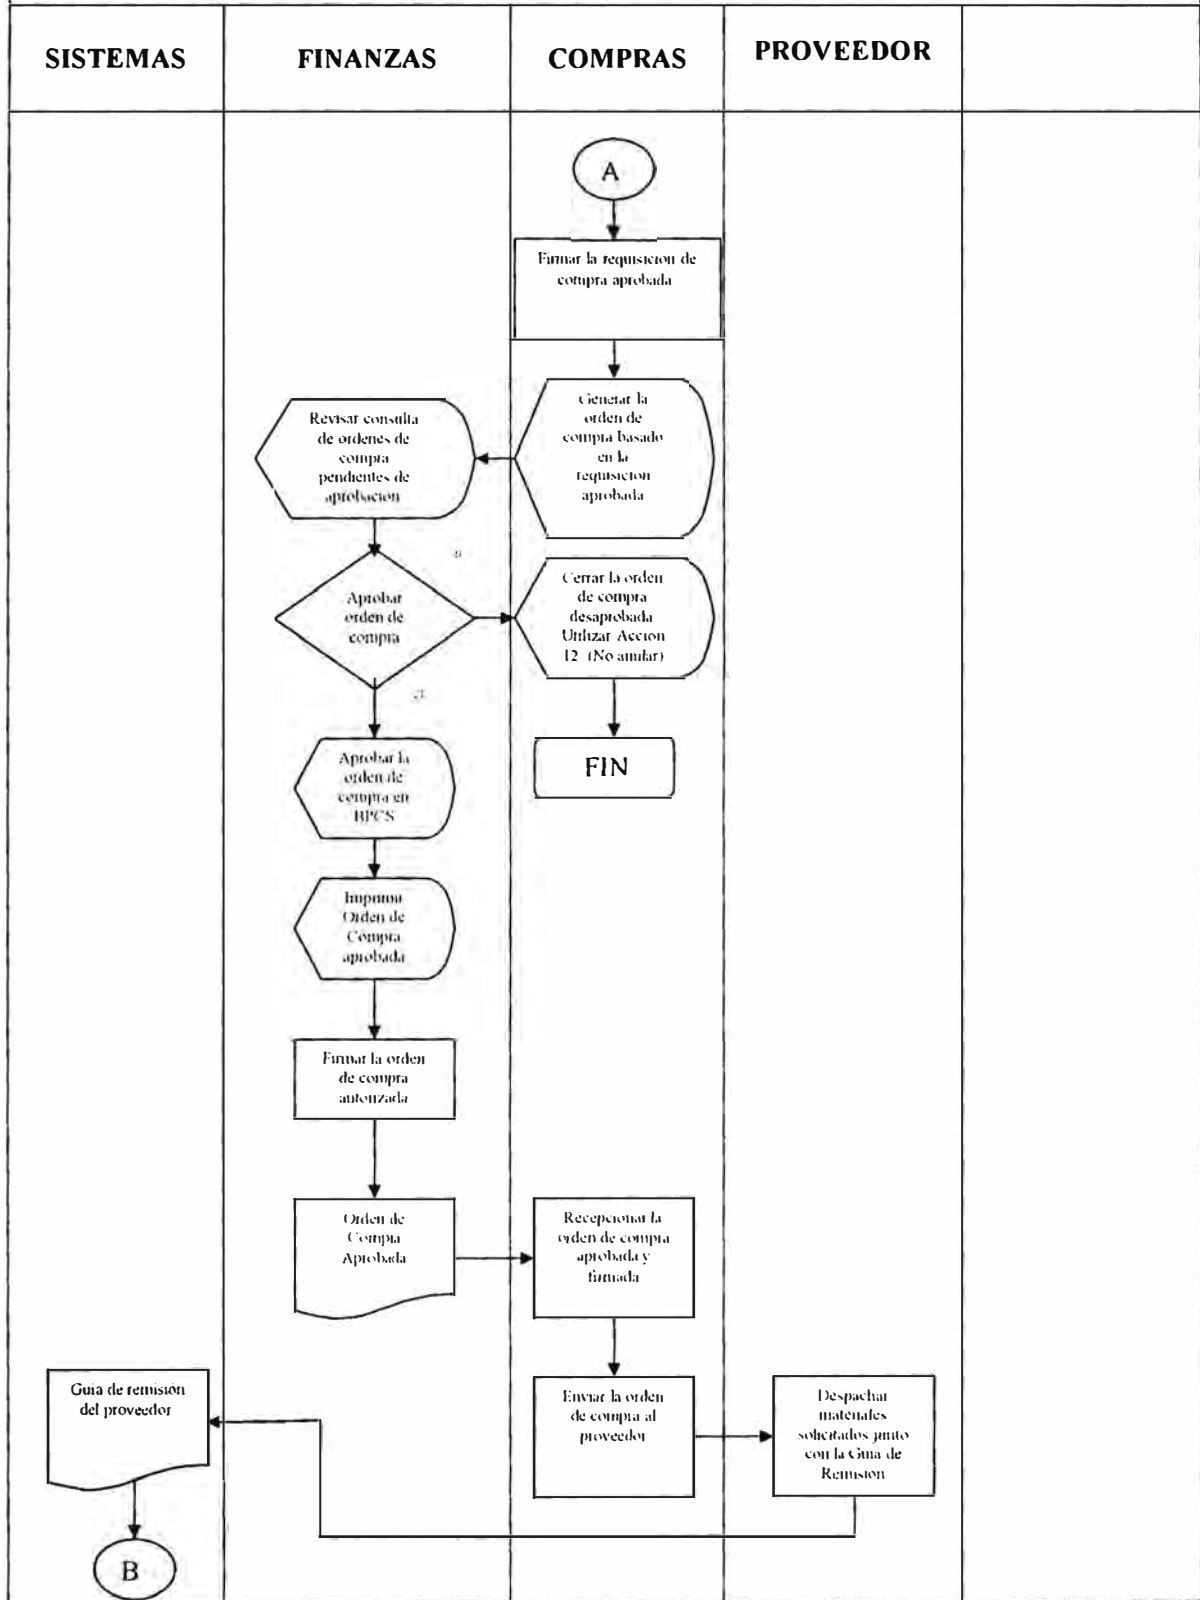 SISTEMAS
FINANZAS
COMPRAS
PROVEEDOR
A
Firmar la requisicion de
compra aprobada
Generar la
orden de
compra basado
en la
requisicion
aprobada
Revisar consulta
de ordenes de
compra
pendientes de
aprobacion
Aprobar
orden de
compra
Cerrar la orden
de compra
desaprobada
Utilizar Accion
12 (No anular)
FIN
Aprobar la
orden de
compra en
BPCS
Imprimir
Orden de
Compra
aprobada
Firmar la orden
de compra
autorizada
Orden de
Compra
Aprobada
Recepcionar la
orden de compra
aprobada y
firmada
Enviar la orden
de compra al
proveedor
Despachar
materiales
solicitados junto
con la Guia de
Remision
Guia de remisión
del proveedor
B